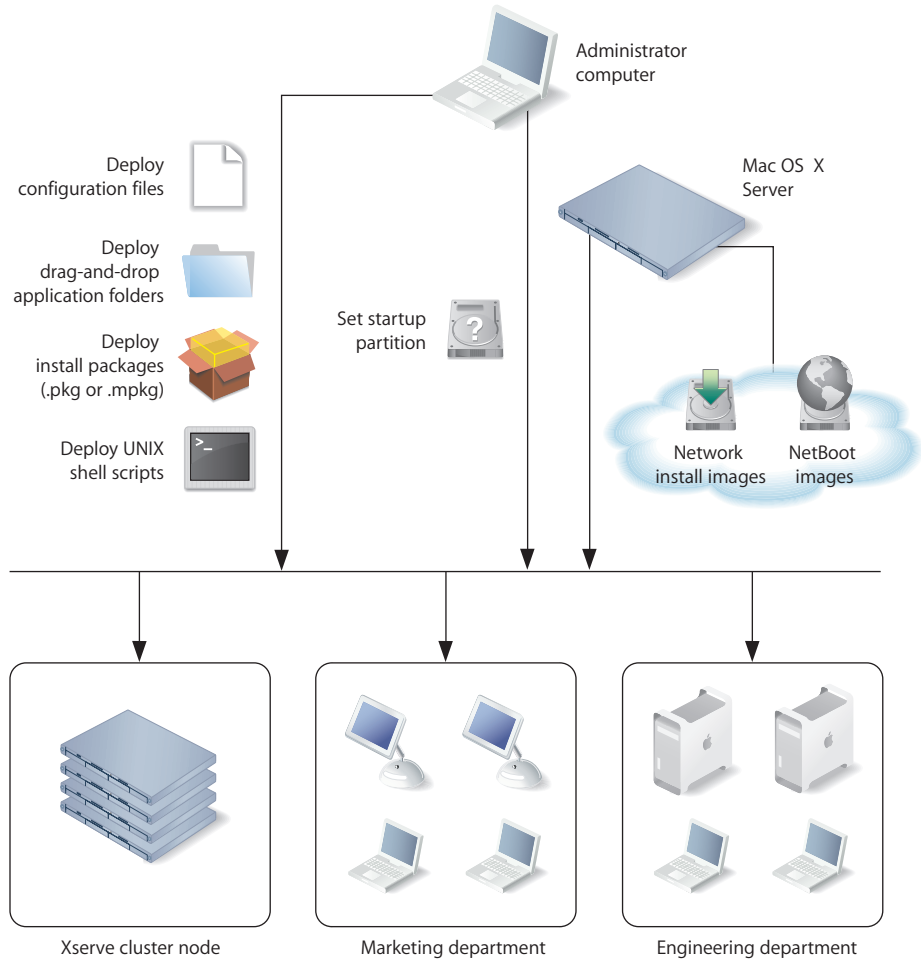 Administrator
computer
Deploy
configuration files
Mac OS X
Server
Deploy
drag-and-drop
application folders
Set startup
partition
?
Deploy
install packages
(.pkg or .mpkg)
Deploy UNIX
shell scripts
>_
Network
install images
NetBoot
images
Xserve cluster node
Marketing department
Engineering department